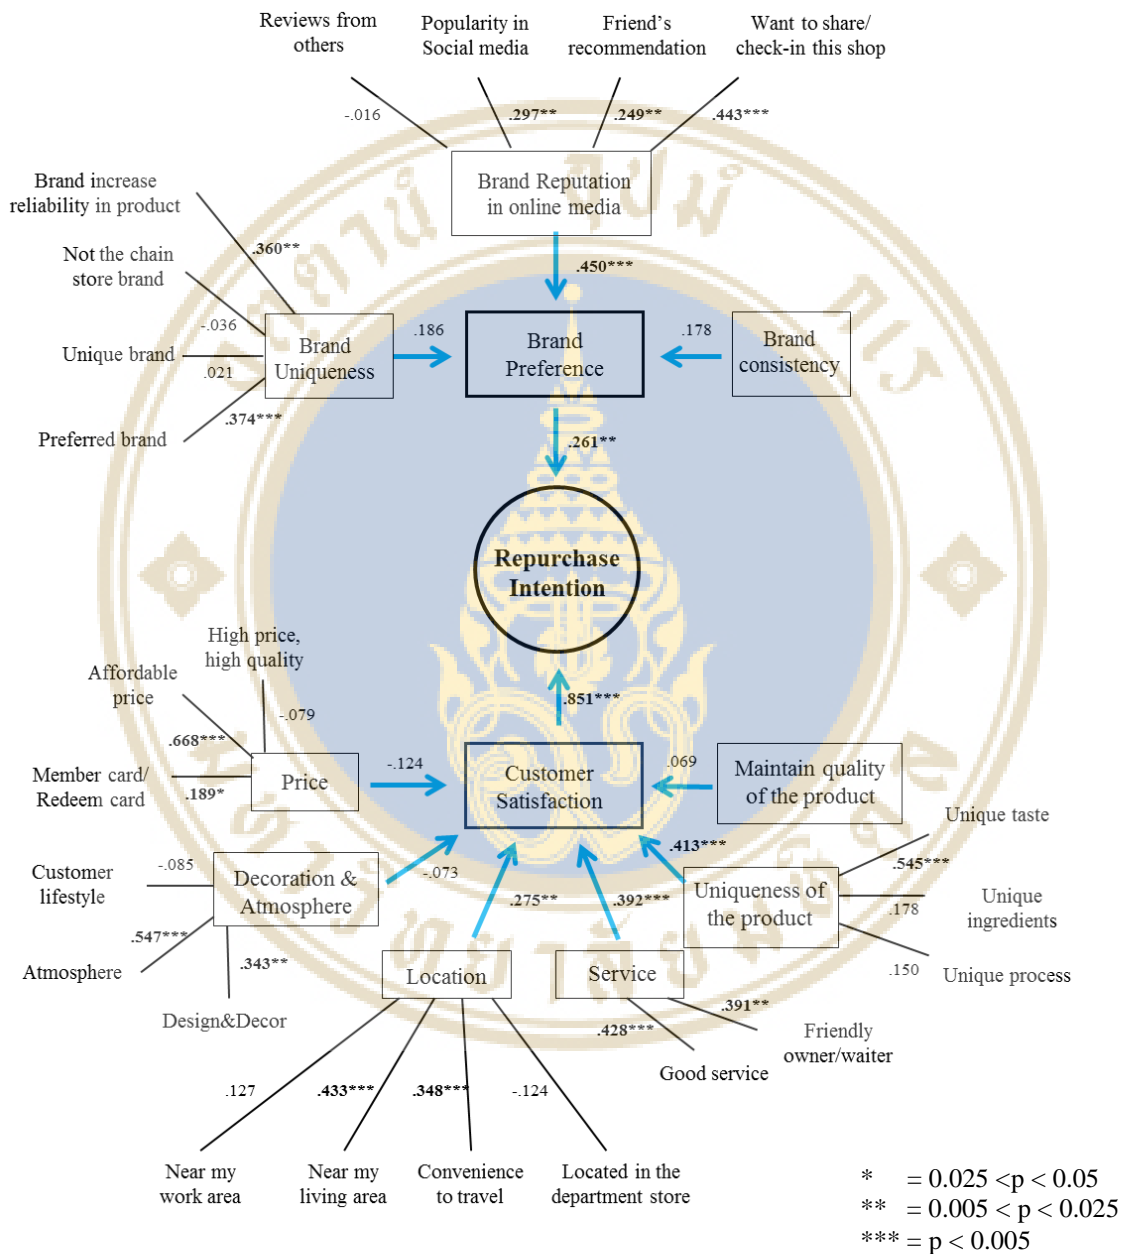 Reviews from
others
Popularity in
Social media
Friend's
recommendation
Want to share/
check-in this shop
-.016
.297**
.249**
.443***
Brand Reputation
in online media
.450***
Brand increase
reliability in product
.360**
Not the chain
store brand
-.036
Unique brand
.021
Preferred brand
.374***
Brand
Uniqueness
.186
Brand
Preference
.178
Brand
consistency
.261**
Repurchase
Intention
.851***
High price,
high quality
-.079
Affordable
price
.668***
Member card/
Redeem card
.189*
Price
-.124
Customer
Satisfaction
.069
Maintain quality
of the product
Customer
lifestyle
-.085
Atmosphere
.547***
Design&Decor
.343**
Decoration &
Atmosphere
-.073
.275**
.392***
.413***
Uniqueness of
the product
Unique taste
.545***
Unique
ingredients
.178
Unique process
.150
Location
Service
.428***
.391**
Good service
Friendly
owner/waiter
.127
.433***
.348***
-.124
Near my
work area
Near my
living area
Convenience
to travel
Located in the
department store
* = 0.025 <p < 0.05
** = 0.005 < p < 0.025
*** = p < 0.005